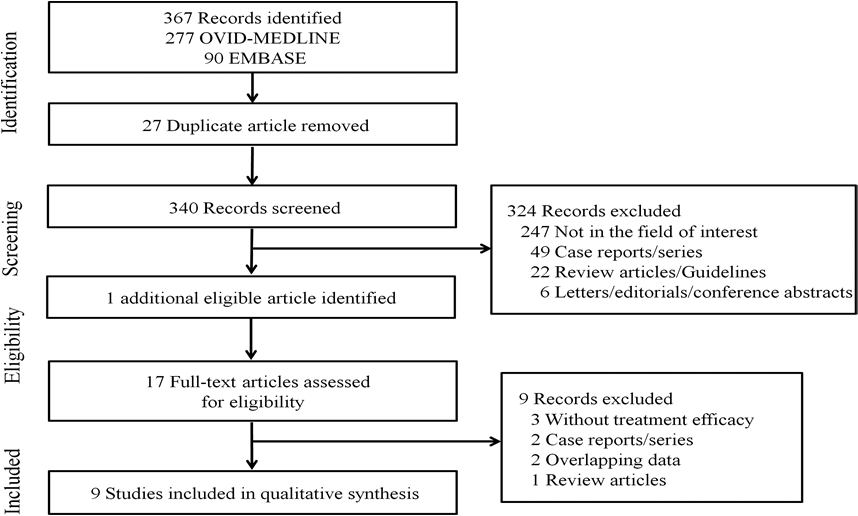 Identification
367 Records identified
277 OVID-MEDLINE
90 EMBASE
27 Duplicate article removed
Screening
340 Records screened
324 Records excluded
247 Not in the field of interest
49 Case reports/series
22 Review articles/Guidelines
6 Letters/editorials/conference abstracts
1 additional eligible article identified
Eligibility
17 Full-text articles assessed
for eligibility
9 Records excluded
3 Without treatment efficacy
2 Case reports/series
2 Overlapping data
1 Review articles
Included
9 Studies included in qualitative synthesis